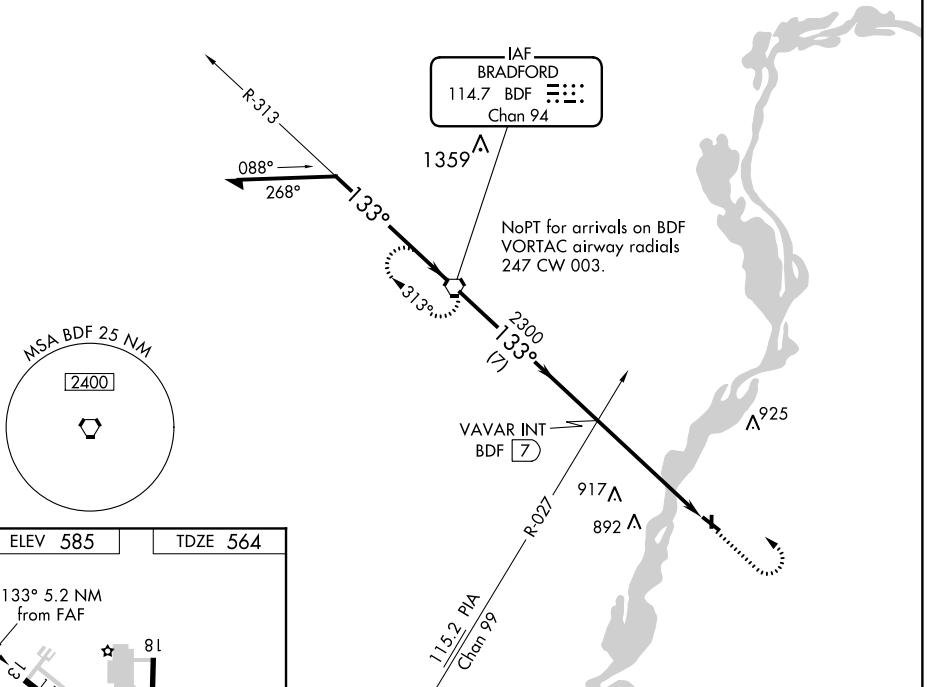 IAF
BRADFORD
114.7 BDF
Chan 94
R-313
1359
088°
268°
133°
NoPT for arrivals on BDF
VORTAC airway radials
247 CW 003.
313°
2300
133°
(7)
MSA BDF 25 NM
2400
VAVAR INT
BDF 7
925
917
892
R-027
115.2 PIA
Chan 99
ELEV 585
TDZE 564
133° 5.2 NM
from FAF
18
13